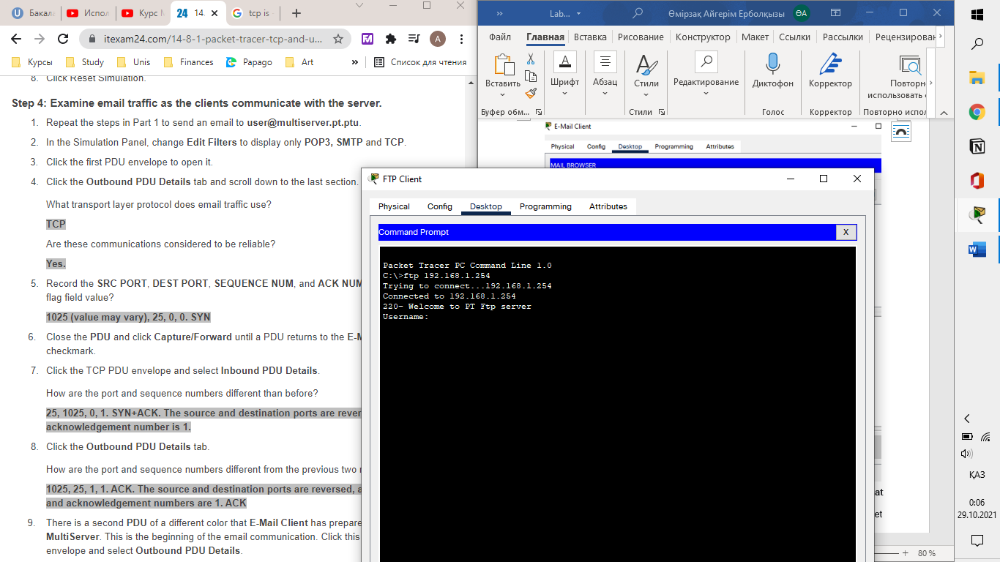 Бакала
Испол
Курс М
24 14.
tcp is
itexam24.com/14-8-1-packet-tracer-tcp-and-u...
A
Курсы
Study
Unis
Finances
Papago
Art
»
Список для чтения
8. Click Reset Simulation.
Step 4: Examine email traffic as the clients communicate with the server.
1. Repeat the steps in Part 1 to send an email to user@multiserver.pt.ptu.
2. In the Simulation Panel, change Edit Filters to display only POP3, SMTP and TCP.
3. Click the first PDU envelope to open it.
4. Click the Outbound PDU Details tab and scroll down to the last section.
What transport layer protocol does email traffic use?
TCP
Are these communications considered to be reliable?
Yes.
5. Record the SRC PORT, DEST PORT, SEQUENCE NUM, and ACK NUM
flag field value?
1025 (value may vary), 25, 0, 0. SYN
6. Close the PDU and click Capture/Forward until a PDU returns to the E-M
checkmark.
7. Click the TCP PDU envelope and select Inbound PDU Details.
How are the port and sequence numbers different than before?
25, 1025, 0, 1. SYN+ACK. The source and destination ports are rever
acknowledgement number is 1.
8. Click the Outbound PDU Details tab.
How are the port and sequence numbers different from the previous two
1025, 25, 1, 1. ACK. The source and destination ports are reversed, a
and acknowledgement numbers are 1. ACK
9. There is a second PDU of a different color that E-Mail Client has prepare
MultiServer. This is the beginning of the email communication. Click this
envelope and select Outbound PDU Details.
»
Lab...
Өмірзақ Айгерім Ерболқызы
ӨА
Файл
Главная
Вставка
Рисование
Конструктор
Макет
Ссылки
Рассылки
Рецензирован
Вставить
Шрифт
Абзац
Стили
Редактирование
Диктофон
Корректор
Повторн
использовать
Буфер обм...
Стили
Голос
Корректор
Повторно исполь
E-Mail Client
Physical
Config
Desktop
Programming
Attributes
MAIL BROWSER
FTP Client
Physical
Config
Desktop
Programming
Attributes
Command Prompt
X
Packet Tracer PC Command Line 1.0
C:\>ftp 192.168.1.254
Trying to connect...192.168.1.254
Connected to 192.168.1.254
220- Welcome to PT Ftp server
Username:
at
et
80 %
ҚАЗ
0:06
29.10.2021